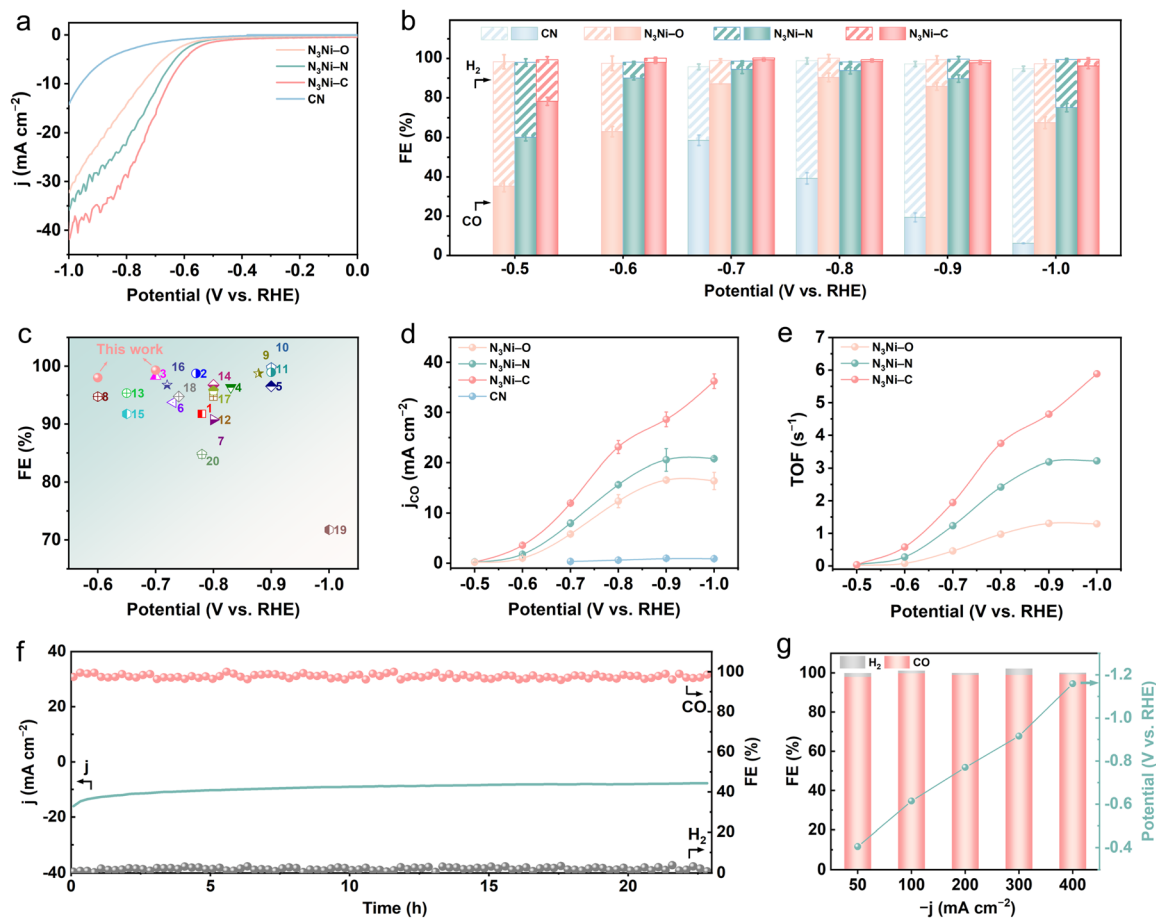 a
j (mA cm⁻²)
0
-10
-20
-30
-40
N₃Ni–O
N₃Ni–N
N₃Ni–C
CN
-1.0 -0.8 -0.6 -0.4 -0.2 0.0
Potential (V vs. RHE)
b
CN N₃Ni–O N₃Ni–N N₃Ni–C
FE (%)
100
80
60
40
20
0
H₂
CO
-0.5 -0.6 -0.7 -0.8 -0.9 -1.0
Potential (V vs. RHE)
c
FE (%)
100
90
80
70
This work
1
2
3
4
5
6
7
8
9
10
11
12
13
14
15
16
17
18
19
20
-0.6 -0.7 -0.8 -0.9 -1.0
Potential (V vs. RHE)
d
j_CO (mA cm⁻²)
40
30
20
10
0
N₃Ni–O
N₃Ni–N
N₃Ni–C
CN
-0.5 -0.6 -0.7 -0.8 -0.9 -1.0
Potential (V vs. RHE)
e
TOF (s⁻¹)
7
6
5
4
3
2
1
0
N₃Ni–O
N₃Ni–N
N₃Ni–C
-0.5 -0.6 -0.7 -0.8 -0.9 -1.0
Potential (V vs. RHE)
f
j (mA cm⁻²)
40
20
0
-20
-40
j
CO
H₂
100
80
60
40
20
0
FE (%)
0 5 10 15 20
Time (h)
g
H₂ CO
FE (%)
100
80
60
40
20
0
-1.2
-1.0
-0.8
-0.6
-0.4
Potential (V vs. RHE)
50 100 200 300 400
−j (mA cm⁻²)